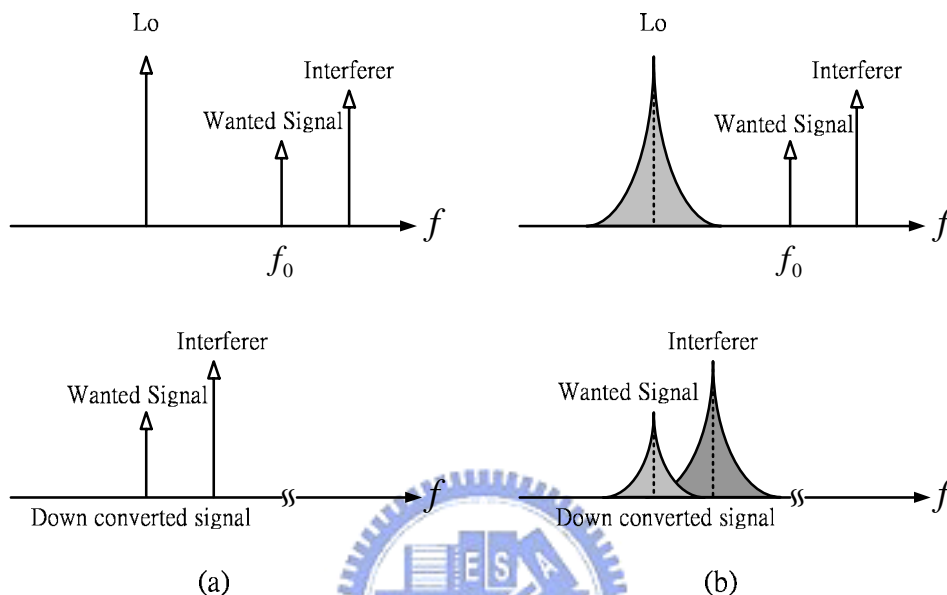 Lo
Interferer
Wanted Signal
f
f0
Lo
Interferer
Wanted Signal
f
f0
Interferer
Wanted Signal
f
Down converted signal
(a)
Interferer
Wanted Signal
f
Down converted signal
(b)
E S A